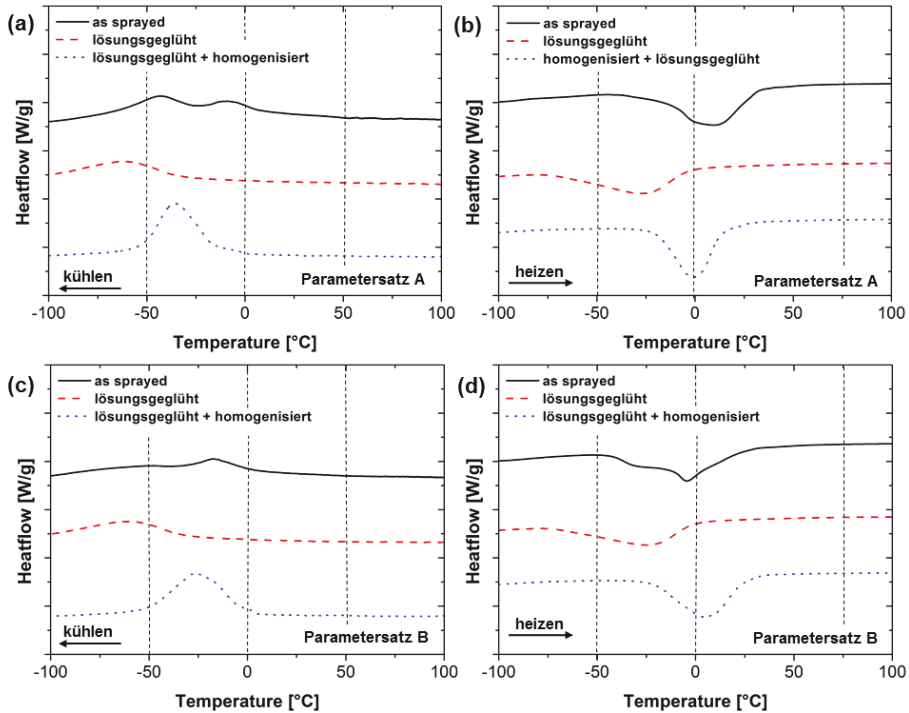 (a)
as sprayed
lösungsgeglüht
lösungsgeglüht + homogenisiert
Heatflow [W/g]
kühlen
Parametersatz A
-100 -50 0 50 100
Temperature [°C]
(b)
as sprayed
lösungsgeglüht
homogenisiert + lösungsgeglüht
Heatflow [W/g]
heizen
Parametersatz A
-100 -50 0 50 100
Temperature [°C]
(c)
as sprayed
lösungsgeglüht
lösungsgeglüht + homogenisiert
Heatflow [W/g]
kühlen
Parametersatz B
-100 -50 0 50 100
Temperature [°C]
(d)
as sprayed
lösungsgeglüht
lösungsgeglüht + homogenisiert
Heatflow [W/g]
heizen
Parametersatz B
-100 -50 0 50 100
Temperature [°C]